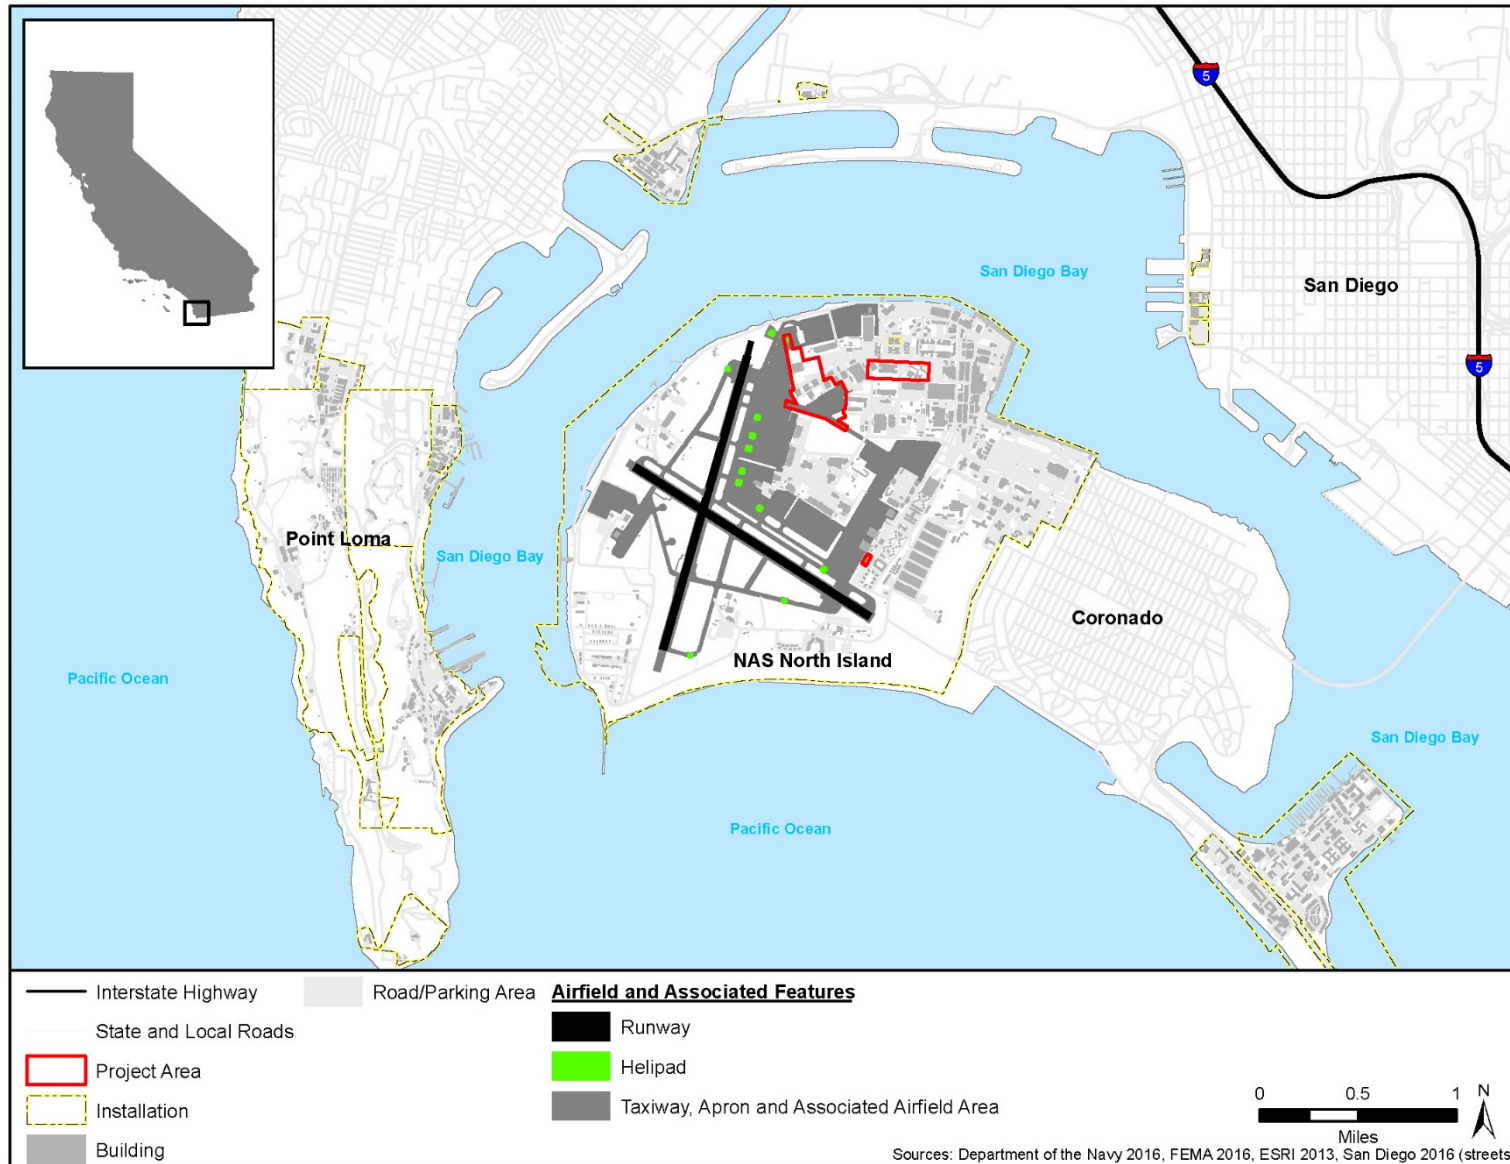 5
San Diego Bay
San Diego
5
Point Loma
San Diego Bay
Coronado
NAS North Island
Pacific Ocean
San Diego Bay
Pacific Ocean
Interstate Highway
State and Local Roads
Project Area
Installation
Building
Road/Parking Area
Airfield and Associated Features
Runway
Helipad
Taxiway, Apron and Associated Airfield Area
0 0.5 1
Miles
N
Sources: Department of the Navy 2016, FEMA 2016, ESRI 2013, San Diego 2016 (streets